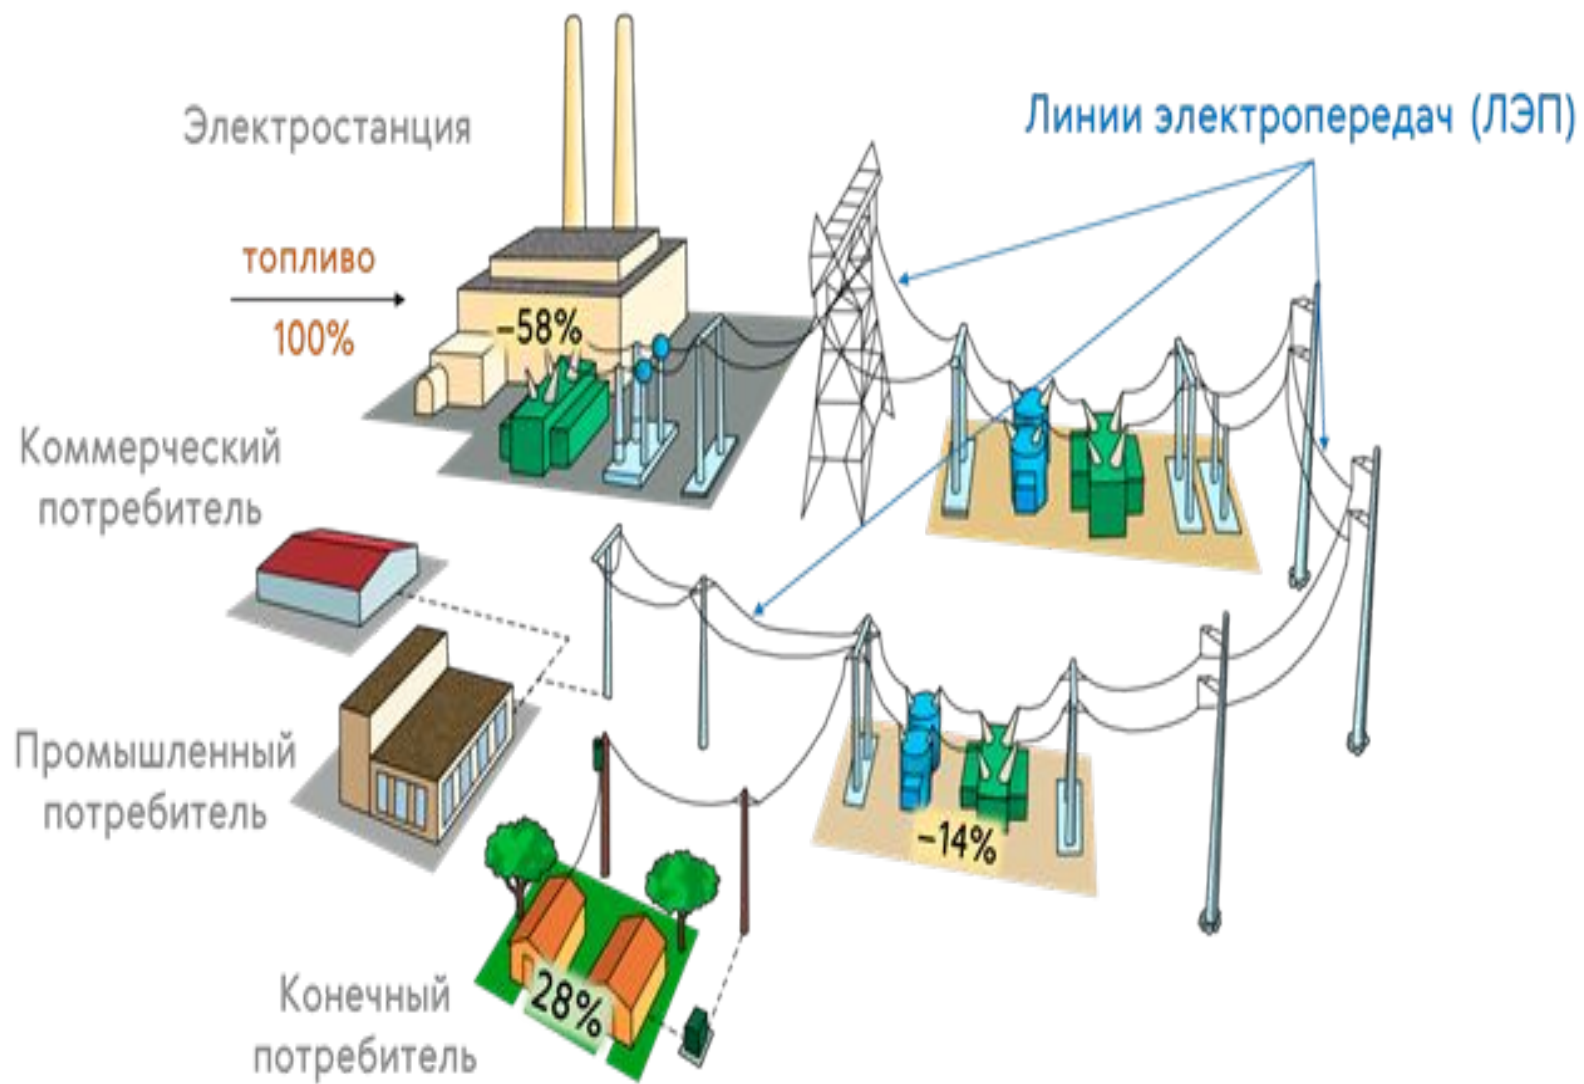 Электростанция
Линии электропередач (ЛЭП)
топливо
100%
–58%
Коммерческий
потребитель
Промышленный
потребитель
–14%
28%
Конечный
потребитель